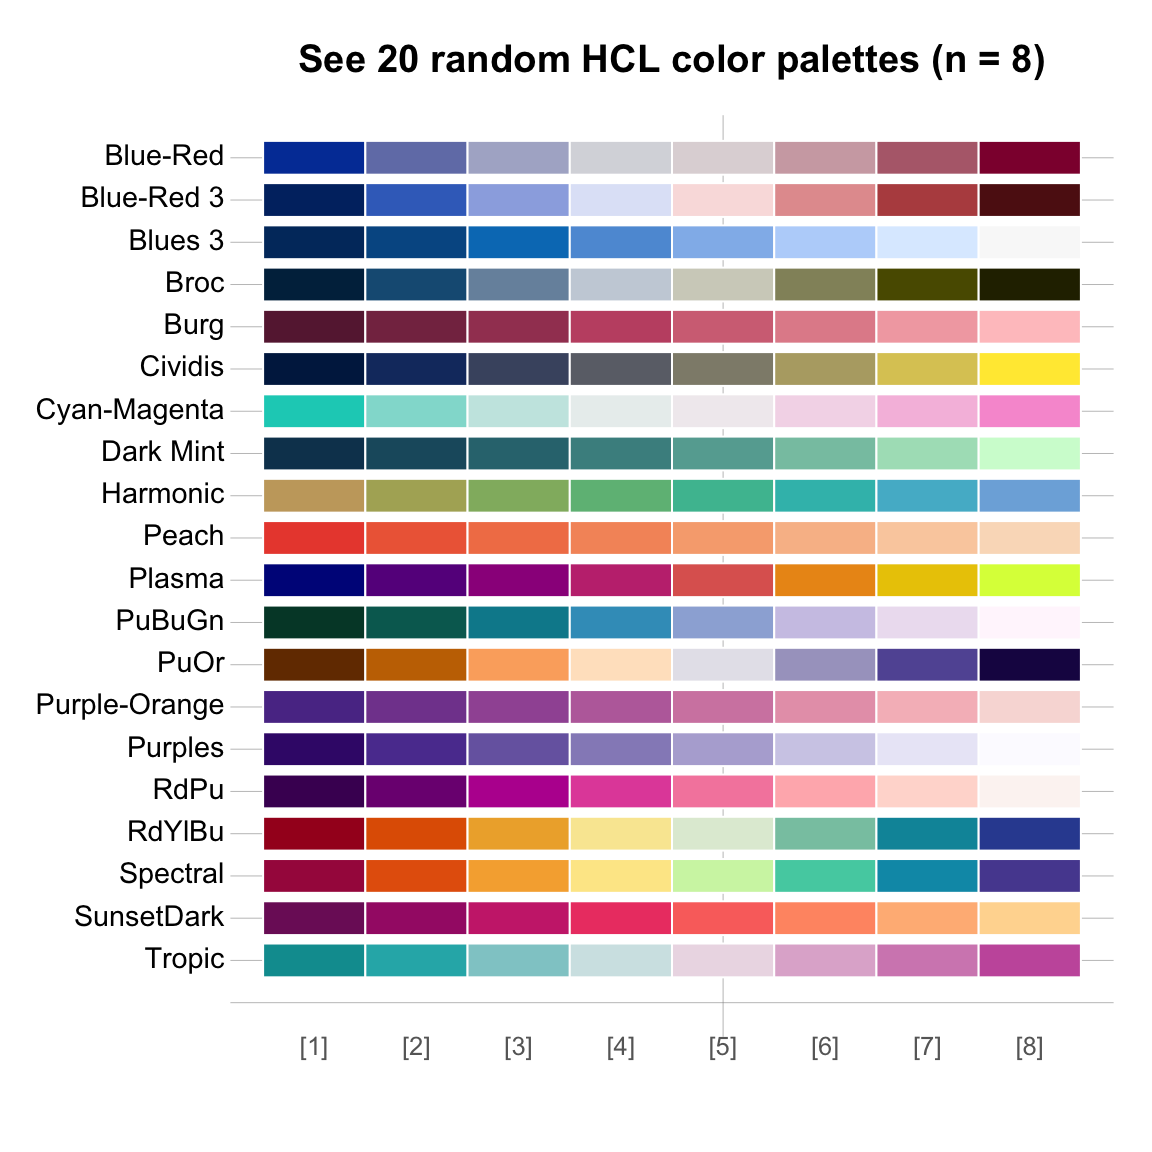 See 20 random HCL color palettes (n = 8)
Blue-Red
Blue-Red 3
Blues 3
Broc
Burg
Cividis
Cyan-Magenta
Dark Mint
Harmonic
Peach
Plasma
PuBuGn
PuOr
Purple-Orange
Purples
RdPu
RdYlBu
Spectral
SunsetDark
Tropic
[1] [2] [3] [4] [5] [6] [7] [8]